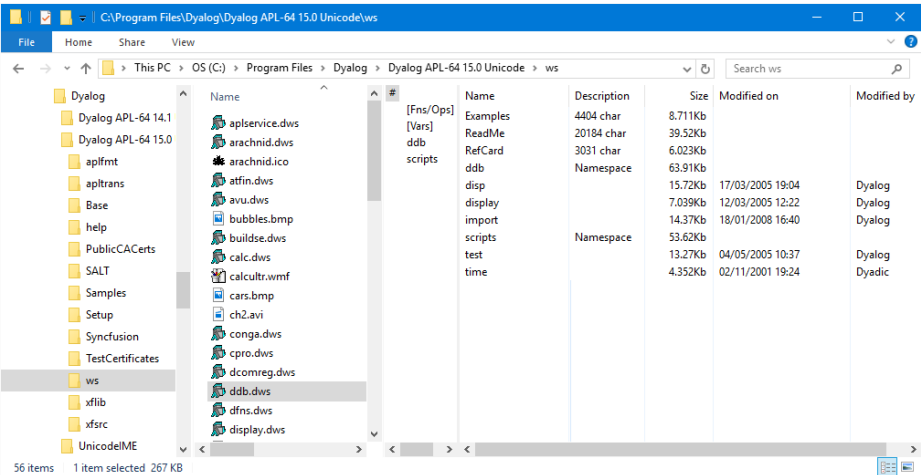 C:\Program Files\Dyalog\Dyalog APL-64 15.0 Unicode\ws
File Home Share View
This PC > OS (C:) > Program Files > Dyalog > Dyalog APL-64 15.0 Unicode > ws
Search ws
Dyalog
Dyalog APL-64 14.1
Dyalog APL-64 15.0
aplfmt
apltrans
Base
help
PublicCACerts
SALT
Samples
Setup
Syncfusion
TestCertificates
ws
xflib
xfsrc
UnicodeIME
Name
aplservice.dws
arachnid.dws
arachnid.ico
atfin.dws
avu.dws
bubbles.bmp
buildse.dws
calc.dws
calcultr.wmf
cars.bmp
ch2.avi
conga.dws
cpro.dws
dcomreg.dws
ddb.dws
dfns.dws
display.dws
#
[Fns/Ops]
[Vars]
ddb
scripts
Name Description Size Modified on Modified by
Examples 4404 char 8.711Kb
ReadMe 20184 char 39.52Kb
RefCard 3031 char 6.023Kb
ddb Namespace 63.91Kb
disp 15.72Kb 17/03/2005 19:04 Dyalog
display 7.039Kb 12/03/2005 12:22 Dyalog
import 14.37Kb 18/01/2008 16:40 Dyalog
scripts Namespace 53.62Kb
test 13.27Kb 04/05/2005 10:37 Dyalog
time 4.352Kb 02/11/2001 19:24 Dyadic
56 items 1 item selected 267 KB